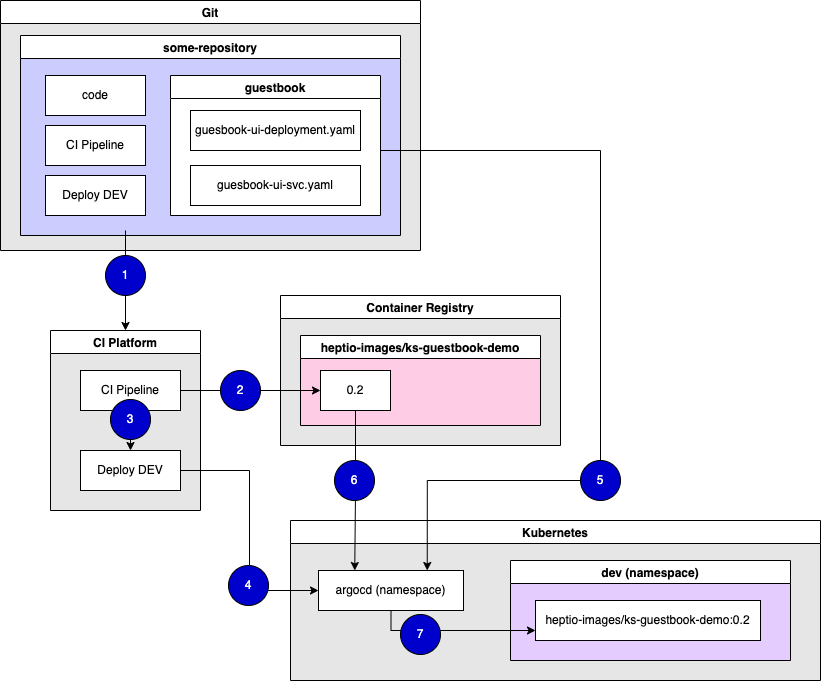 Git
some-repository
code
CI Pipeline
Deploy DEV
guestbook
guesbook-ui-deployment.yaml
guesbook-ui-svc.yaml
1
CI Platform
CI Pipeline
3
Deploy DEV
2
Container Registry
heptio-images/ks-guestbook-demo
0.2
6
5
4
Kubernetes
argocd (namespace)
7
dev (namespace)
heptio-images/ks-guestbook-demo:0.2